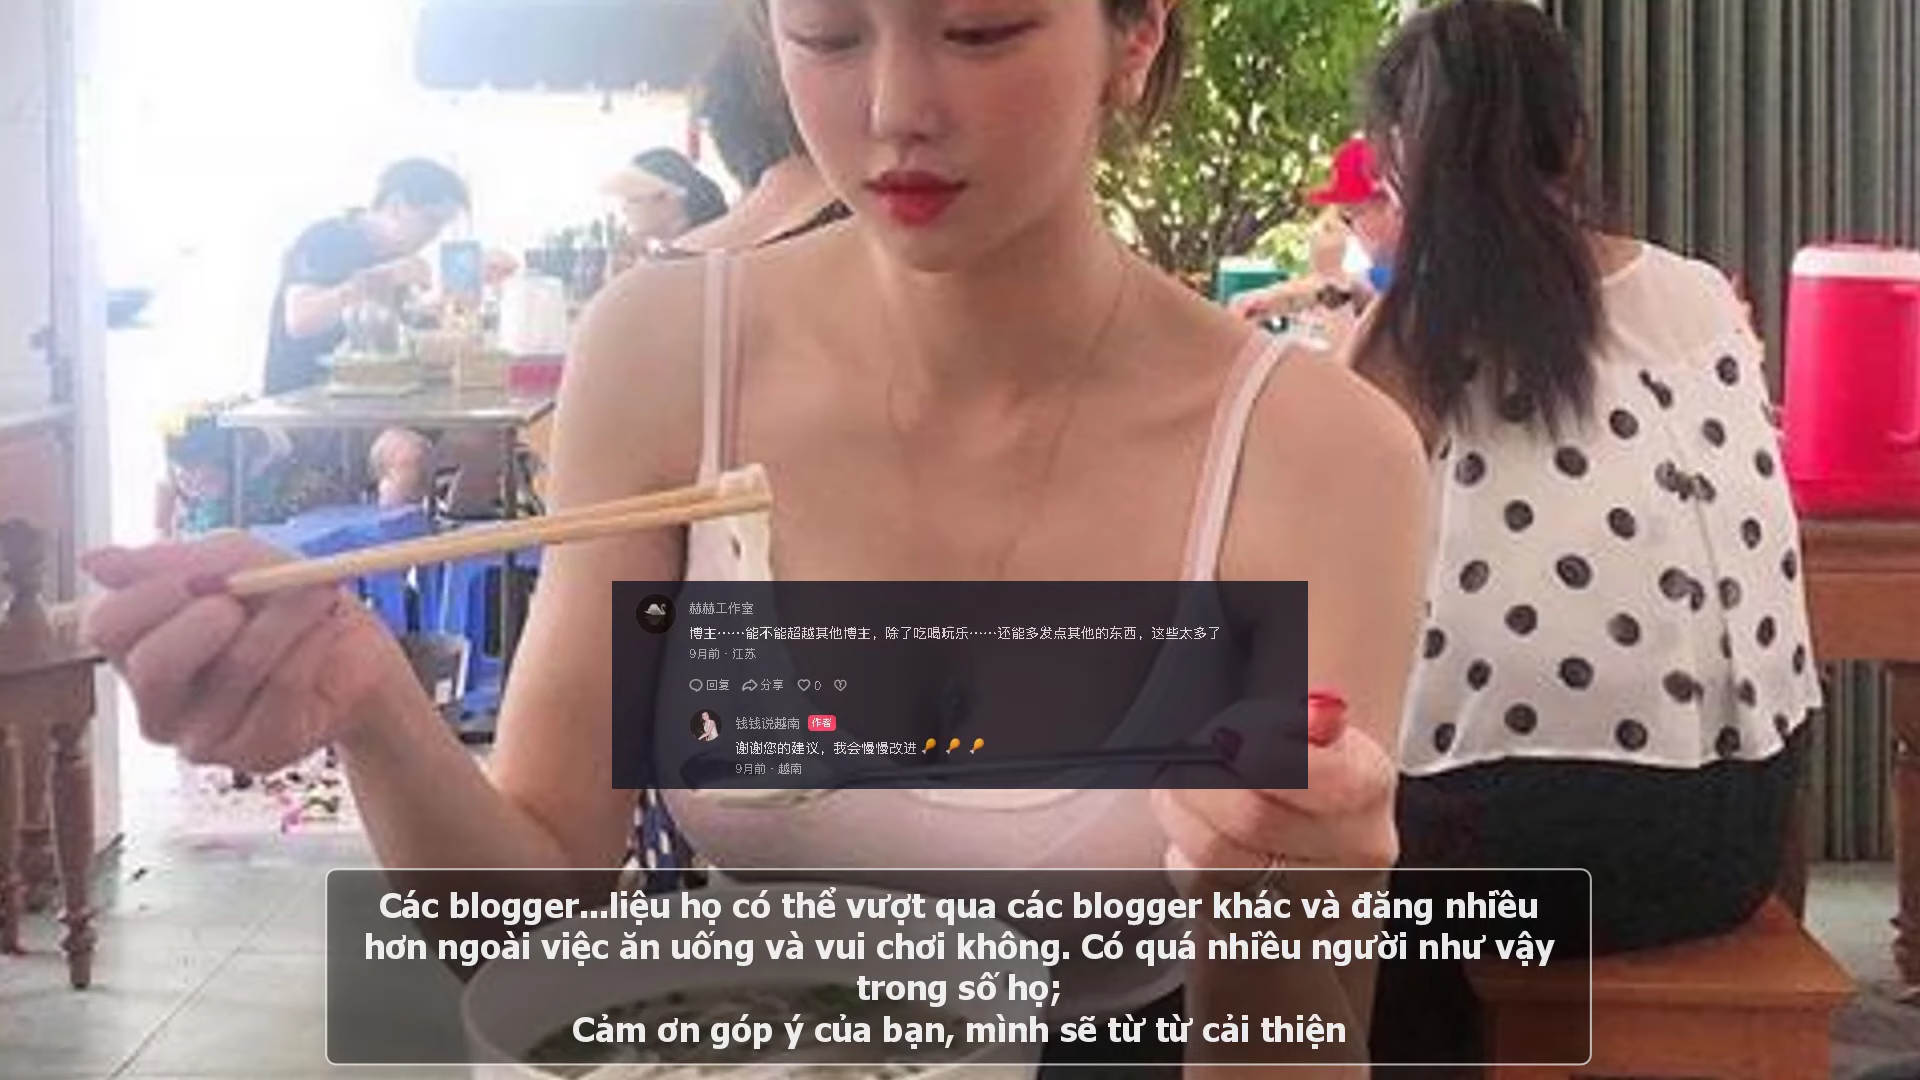 赫赫工作室
博主……能不能超越其他博主，除了吃喝玩乐……还能多发点其他的东西，这些太多了
9月前 · 江苏
回复 分享 0
钱钱说越南 作者
谢谢您的建议，我会慢慢改进
9月前 · 越南
Các blogger...liệu họ có thể vượt qua các blogger khác và đăng nhiều
hơn ngoài việc ăn uống và vui chơi không. Có quá nhiều người như vậy
trong số họ;
Cảm ơn góp ý của bạn, mình sẽ từ từ cải thiện